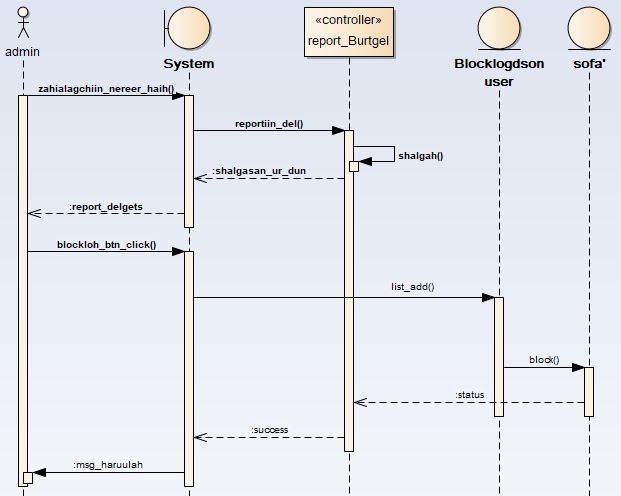 admin
System
«controller»
report_Burtgel
Blocklogdson
user
sofa'
zahialagchiin_nereer_haih()
reportiin_del()
shalgah()
:shalgasan_ur_dun
:report_delgets
blockloh_btn_click()
list_add()
block()
:status
:success
:msg_haruulah